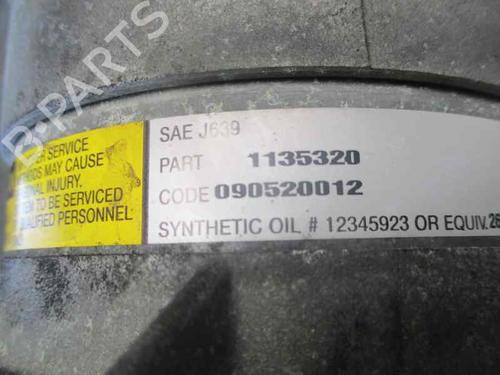 B-PARTS
SAE J639
PART 1135320
CODE 090520012
SYNTHETIC OIL # 12345923 OR EQUIV.
SERVICE
MAY CAUSE
INJURY.
TO BE SERVICED
PERSONNEL